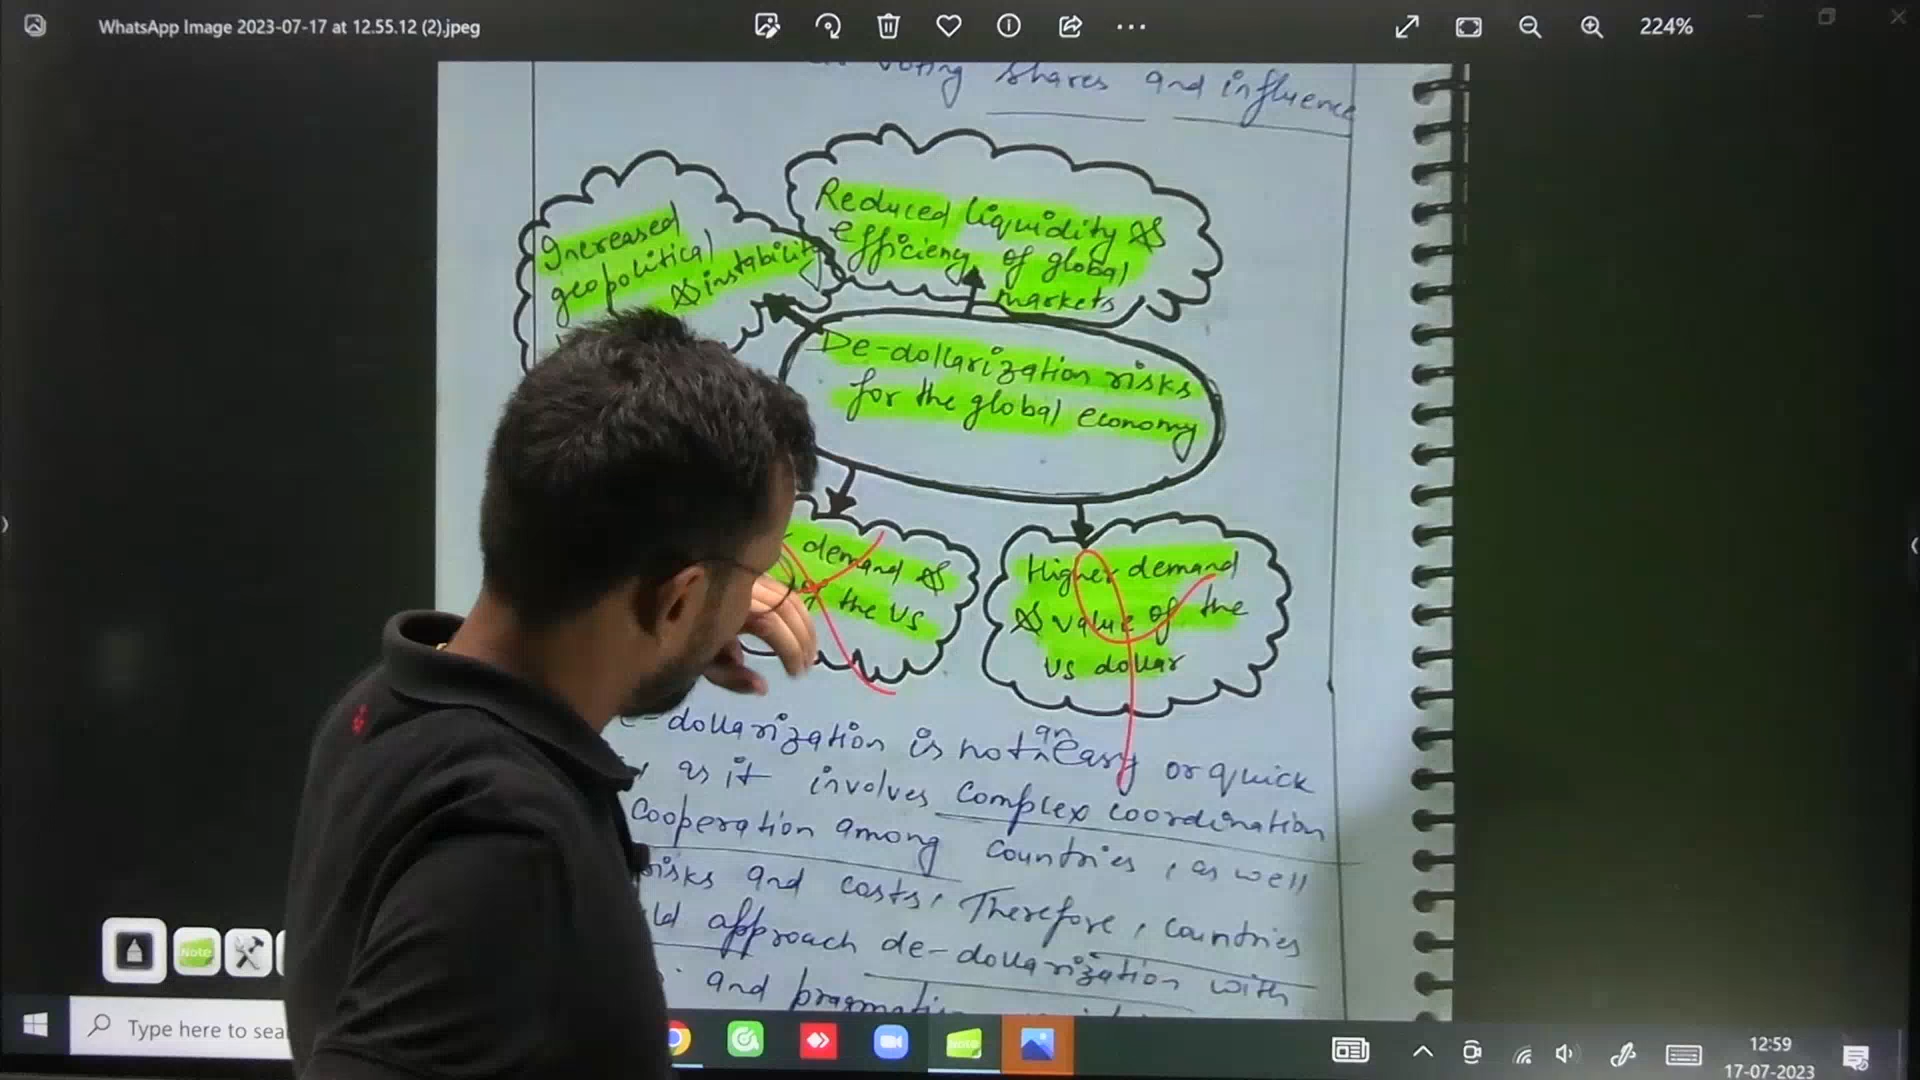 WhatsApp Image 2023-07-17 at 12.55.12 (2).jpeg
224%
voting shares and influence
Reduced liquidity &
efficiency of global
markets
Increased
geopolitical
& instability
De-dollarization risks
for the global economy
demand &
the US
Higher demand
& value of the
US dollar
-dollarization is not an easy or quick
as it involves complex coordination
cooperation among countries, as well
risks and costs, Therefore, countries
approach de-dollarization with
and
Note
Type here to sea
Note
12:59
17-07-2023